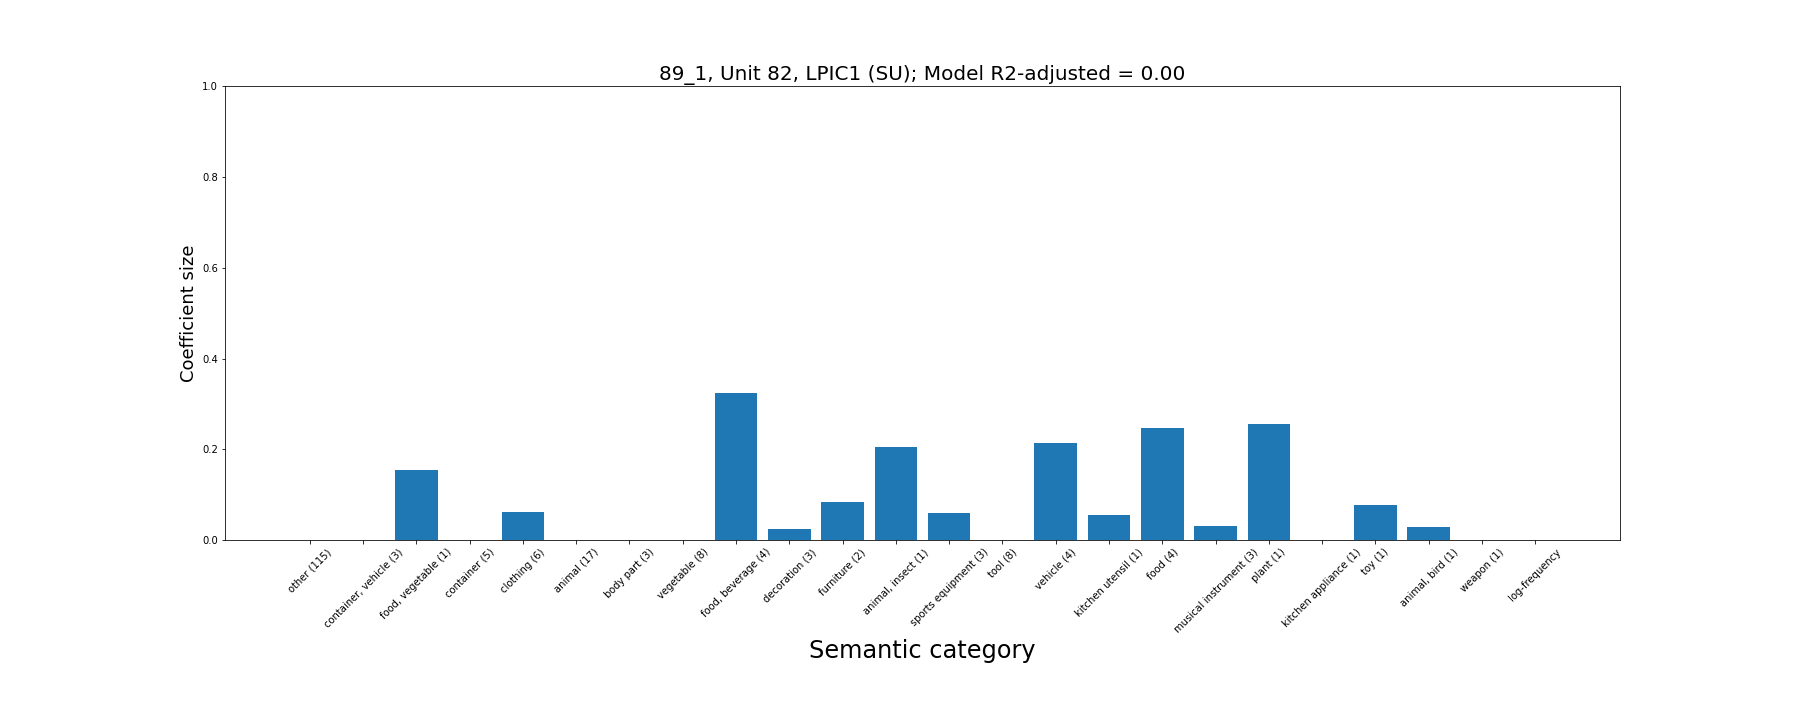 89_1, Unit 82, LPIC1 (SU); Model R2-adjusted = 0.00
Coefficient size
1.0
0.8
0.6
0.4
0.2
0.0
other (115)
container, vehicle (3)
food, vegetable (1)
container (5)
clothing (6)
animal (17)
body part (3)
vegetable (8)
food, beverage (4)
decoration (3)
furniture (2)
animal, insect (1)
sports equipment (3)
tool (8)
vehicle (4)
kitchen utensil (1)
food (4)
musical instrument (3)
plant (1)
kitchen appliance (1)
toy (1)
animal, bird (1)
weapon (1)
log-frequency
Semantic category